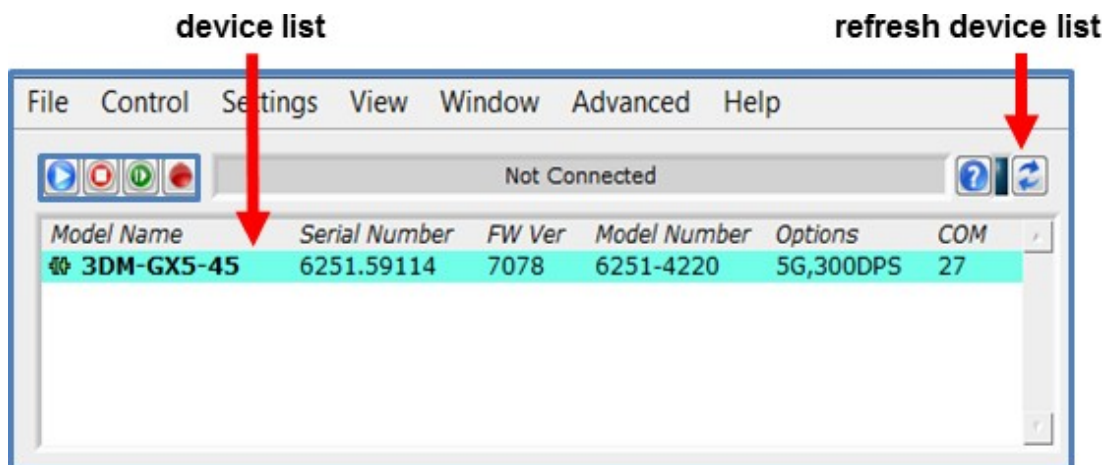 device list refresh device list
File Control Settings View Window Advanced Help
Not Connected
Model Name Serial Number FW Ver Model Number Options COM
3DM-GX5-45 6251.59114 7078 6251-4220 5G,300DPS 27